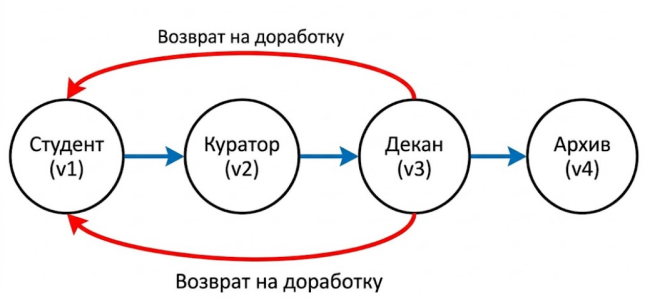 Возврат на доработку
Студент
(v1)
Куратор
(v2)
Декан
(v3)
Архив
(v4)
Возврат на доработку